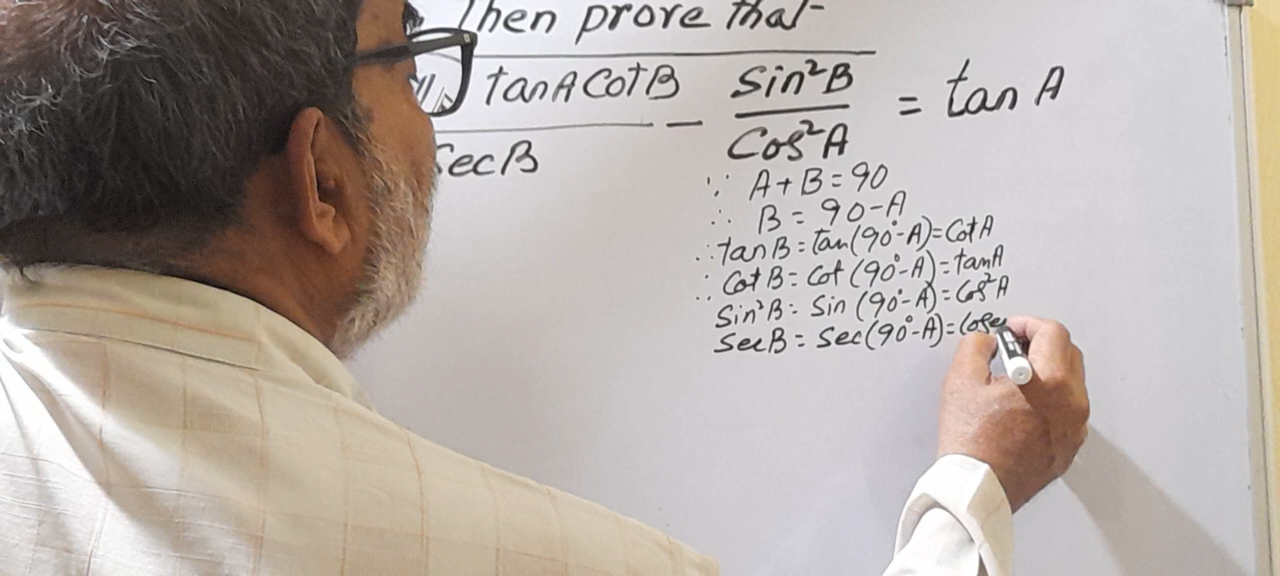 Then prove that
tanA CotB
SecB
− Sin²B / Cos²A = tan A
∵ A+B=90
∴ B = 90-A
∴ tanB = tan(90°-A)=CotA
∴ CotB = Cot(90°-A)=tanA
Sin²B = Sin(90°-A)=Cos²A
SecB = Sec(90°-A)=Cose